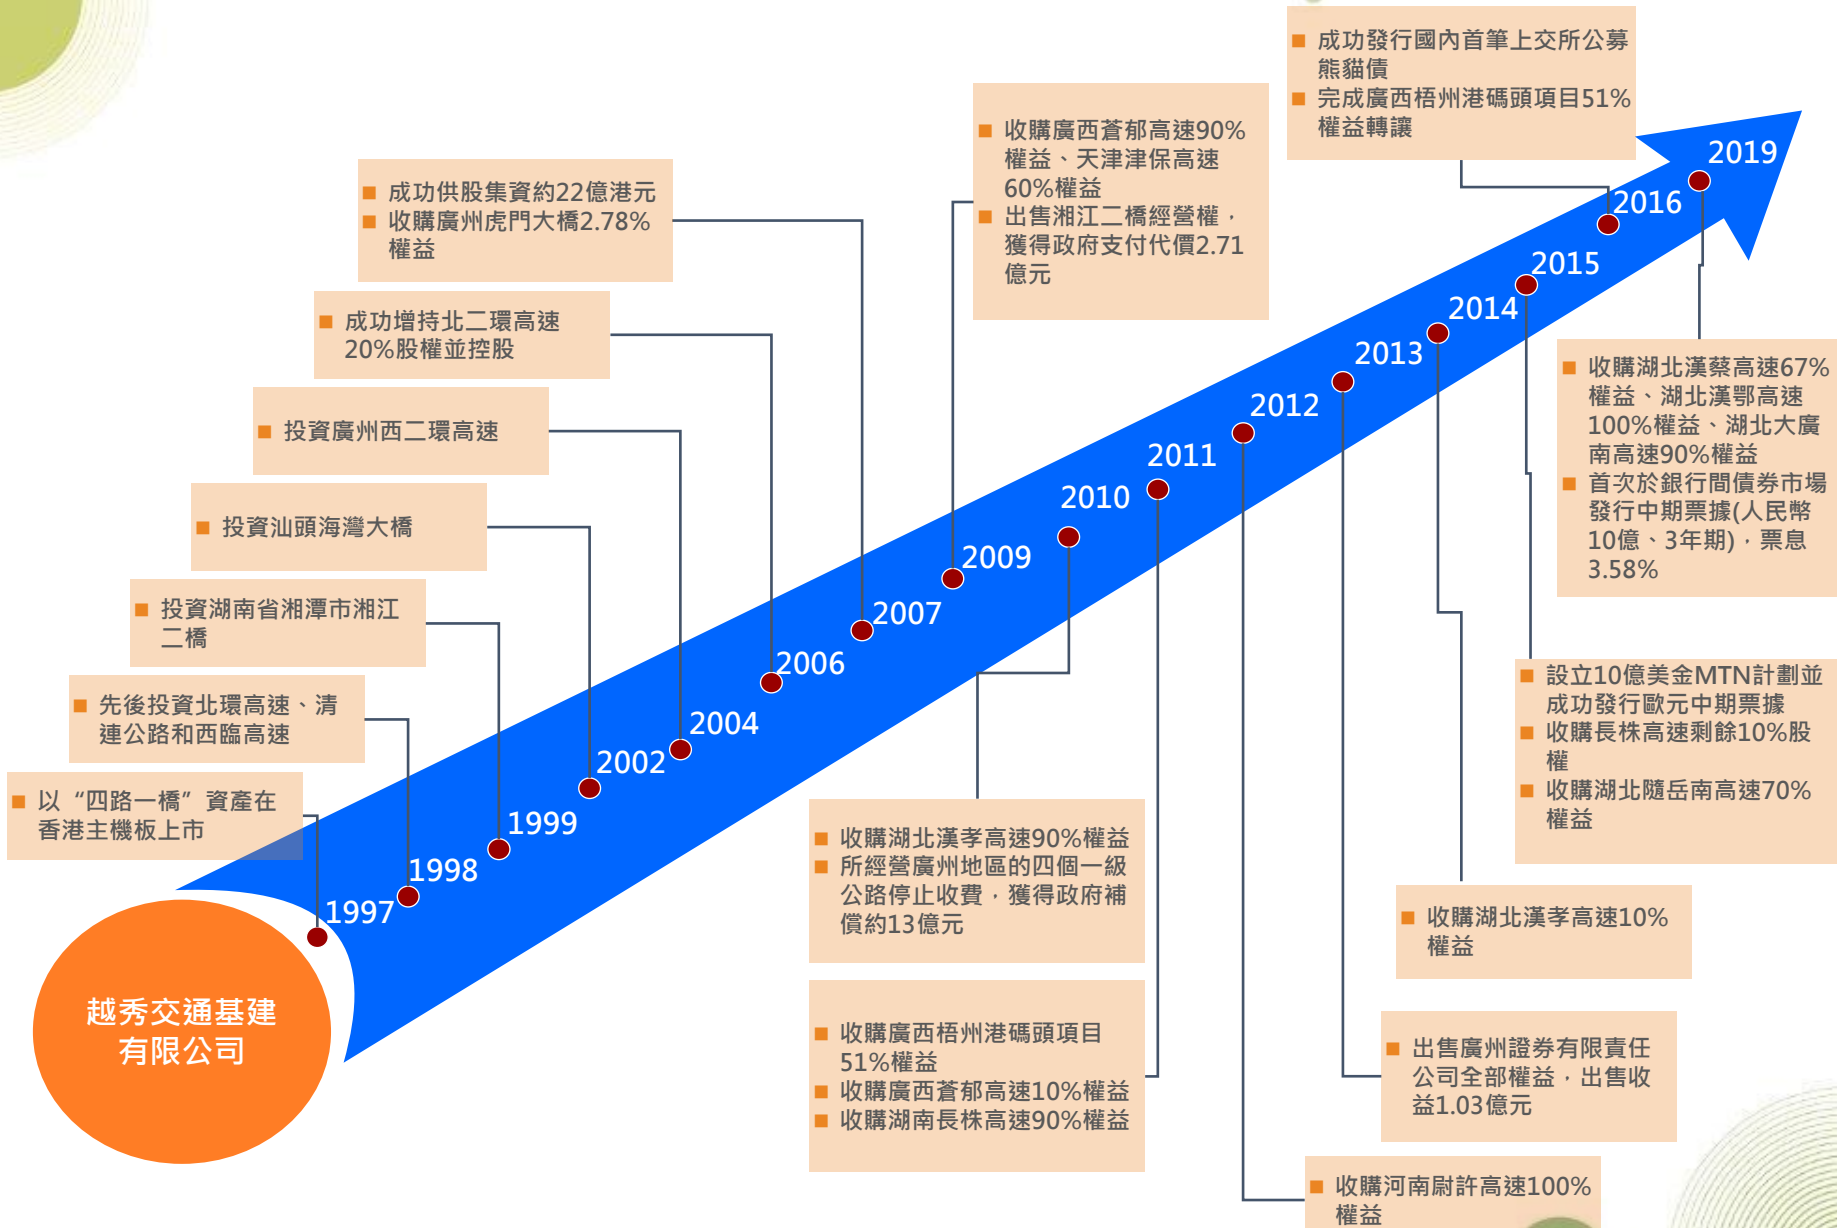 成功發行國內首筆上交所公募
熊貓債
完成廣西梧州港碼頭項目51%
權益轉讓
收購廣西蒼郁高速90%
權益、天津津保高速
60%權益
出售湘江二橋經營權，
獲得政府支付代價2.71
億元
成功供股集資約22億港元
收購廣州虎門大橋2.78%
權益
成功增持北二環高速
20%股權並控股
投資廣州西二環高速
投資汕頭海灣大橋
投資湖南省湘潭市湘江
二橋
先後投資北環高速、清
連公路和西臨高速
以“四路一橋”資產在
香港主機板上市
越秀交通基建
有限公司
1997
1998
1999
2002
2004
2006
2007
2009
2010
2011
2012
2013
2014
2015
2016
2019
收購湖北漢孝高速90%權益
所經營廣州地區的四個一級
公路停止收費，獲得政府補
償約13億元
收購廣西梧州港碼頭項目
51%權益
收購廣西蒼郁高速10%權益
收購湖南長株高速90%權益
收購河南尉許高速100%
權益
出售廣州證券有限責任
公司全部權益，出售收
益1.03億元
收購湖北漢孝高速10%
權益
設立10億美金MTN計劃並
成功發行歐元中期票據
收購長株高速剩餘10%股
權
收購湖北隨岳南高速70%
權益
收購湖北漢蔡高速67%
權益、湖北漢鄂高速
100%權益、湖北大廣
南高速90%權益
首次於銀行間債券市場
發行中期票據(人民幣
10億、3年期)，票息
3.58%